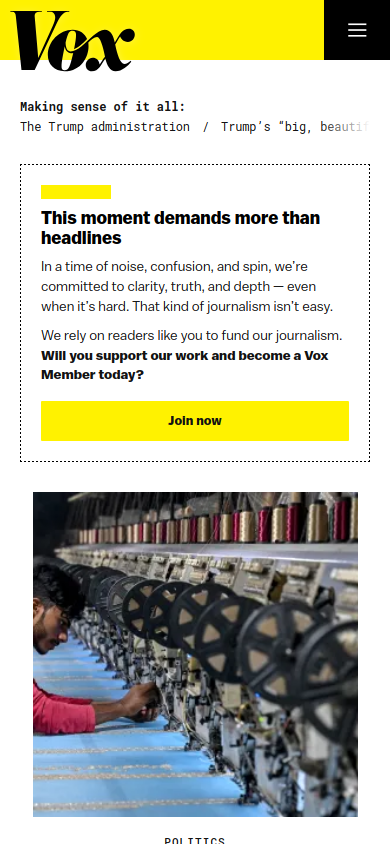 Vox
Making sense of it all:
The Trump administration / Trump's "big,
This moment demands more than
headlines
In a time of noise, confusion, and spin, we're
committed to clarity, truth, and depth — even
when it's hard. That kind of journalism isn't easy.
We rely on readers like you to fund our journalism.
Will you support our work and become a Vox
Member today?
Join now
POLITICS